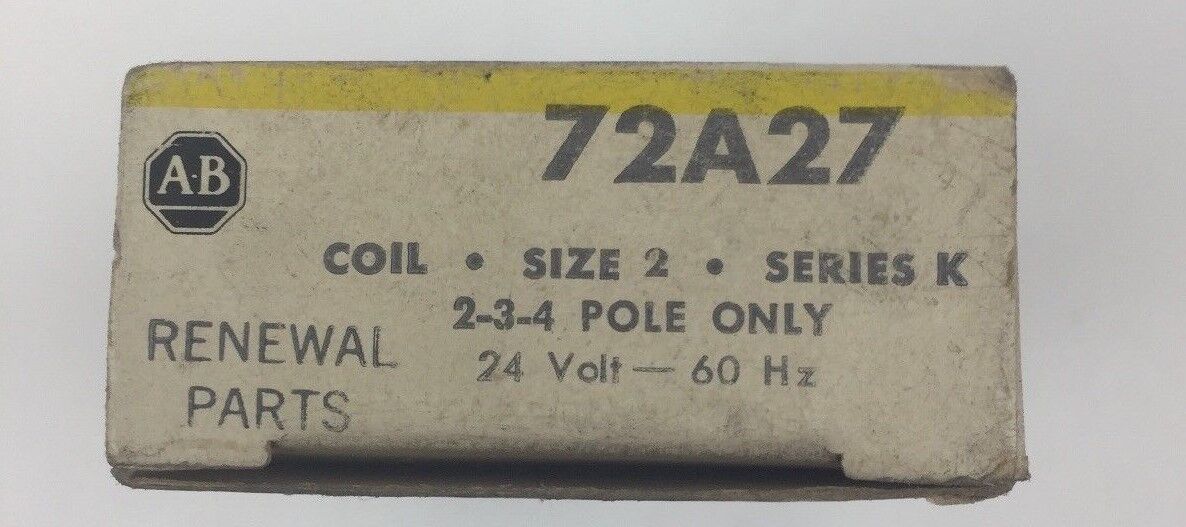 72A27
A-B
COIL • SIZE 2 • SERIES K
2-3-4 POLE ONLY
24 Volt — 60 Hz
RENEWAL
PARTS